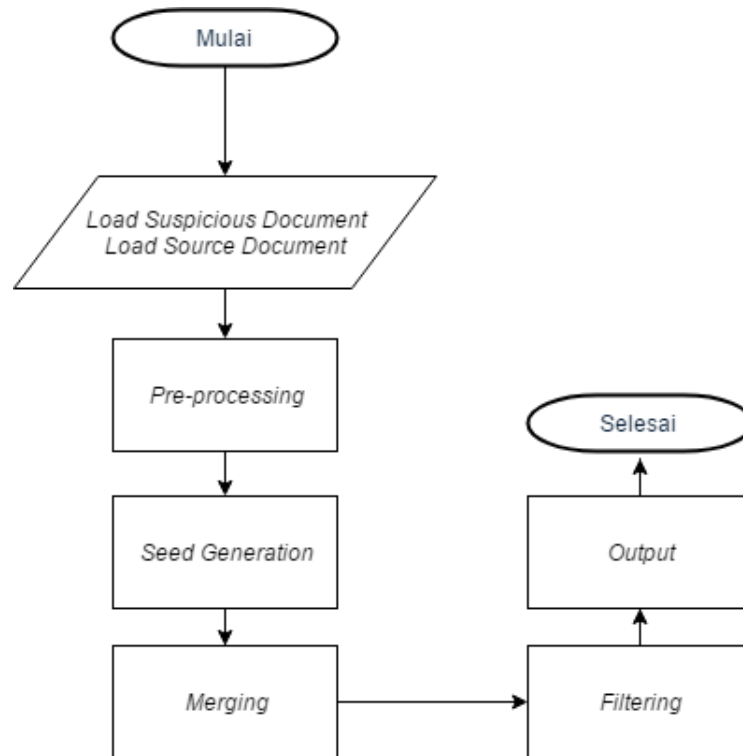 Mulai
Load Suspicious Document
Load Source Document
Pre-processing
Seed Generation
Merging
Filtering
Output
Selesai